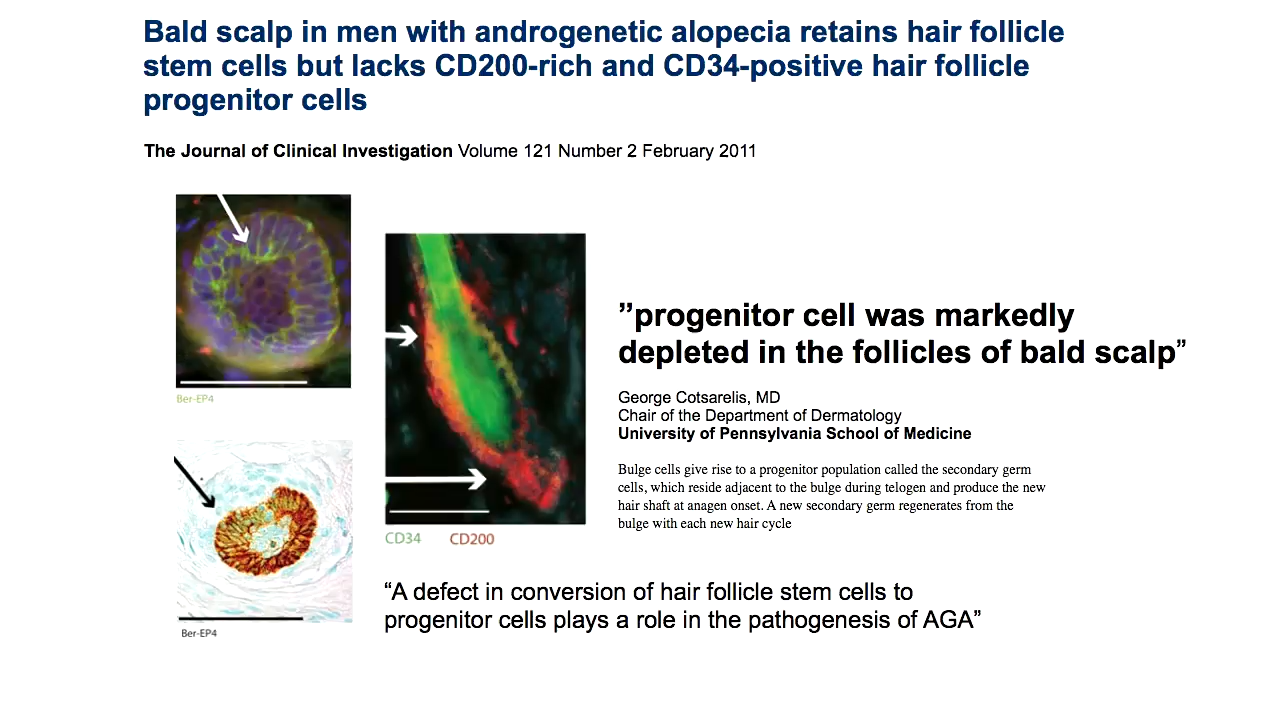 Bald scalp in men with androgenetic alopecia retains hair follicle
stem cells but lacks CD200-rich and CD34-positive hair follicle
progenitor cells
The Journal of Clinical Investigation Volume 121 Number 2 February 2011
Ber-EP4
CD34 CD200
Ber-EP4
”progenitor cell was markedly
depleted in the follicles of bald scalp”
George Cotsarelis, MD
Chair of the Department of Dermatology
University of Pennsylvania School of Medicine
Bulge cells give rise to a progenitor population called the secondary germ
cells, which reside adjacent to the bulge during telogen and produce the new
hair shaft at anagen onset. A new secondary germ regenerates from the
bulge with each new hair cycle
“A defect in conversion of hair follicle stem cells to
progenitor cells plays a role in the pathogenesis of AGA”